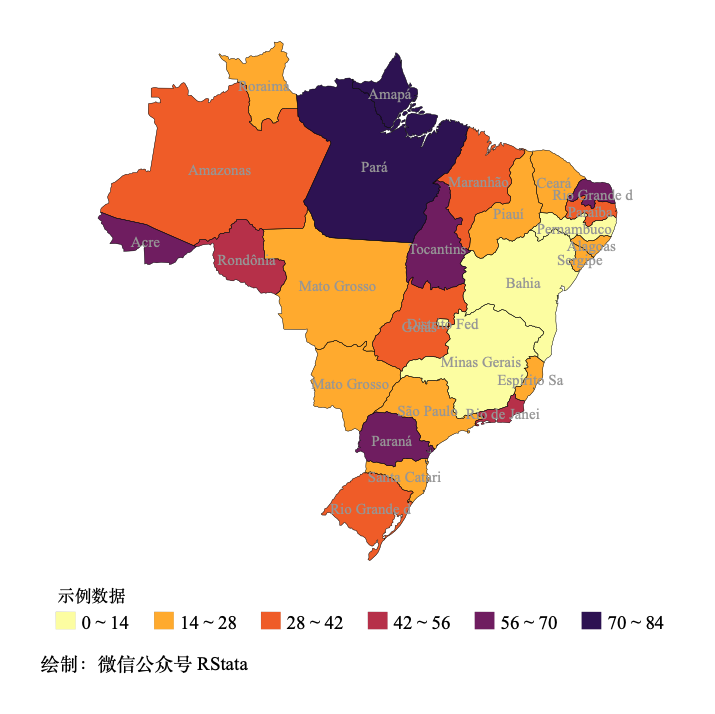 Roraima
Amapá
Amazonas
Pará
Maranhão
Ceará
Rio Grande d
Paraíba
Piauí
Pernambuco
Acre
Alagoas
Tocantins
Rondônia
Sergipe
Mato Grosso
Bahia
Distrito Fed
Goiás
Minas Gerais
Mato Grosso
Espírito Sa
São Paulo
Rio de Janei
Paraná
Santa Catari
Rio Grande d
示例数据
0 ~ 14 14 ~ 28 28 ~ 42 42 ~ 56 56 ~ 70 70 ~ 84
绘制：微信公众号 RStata